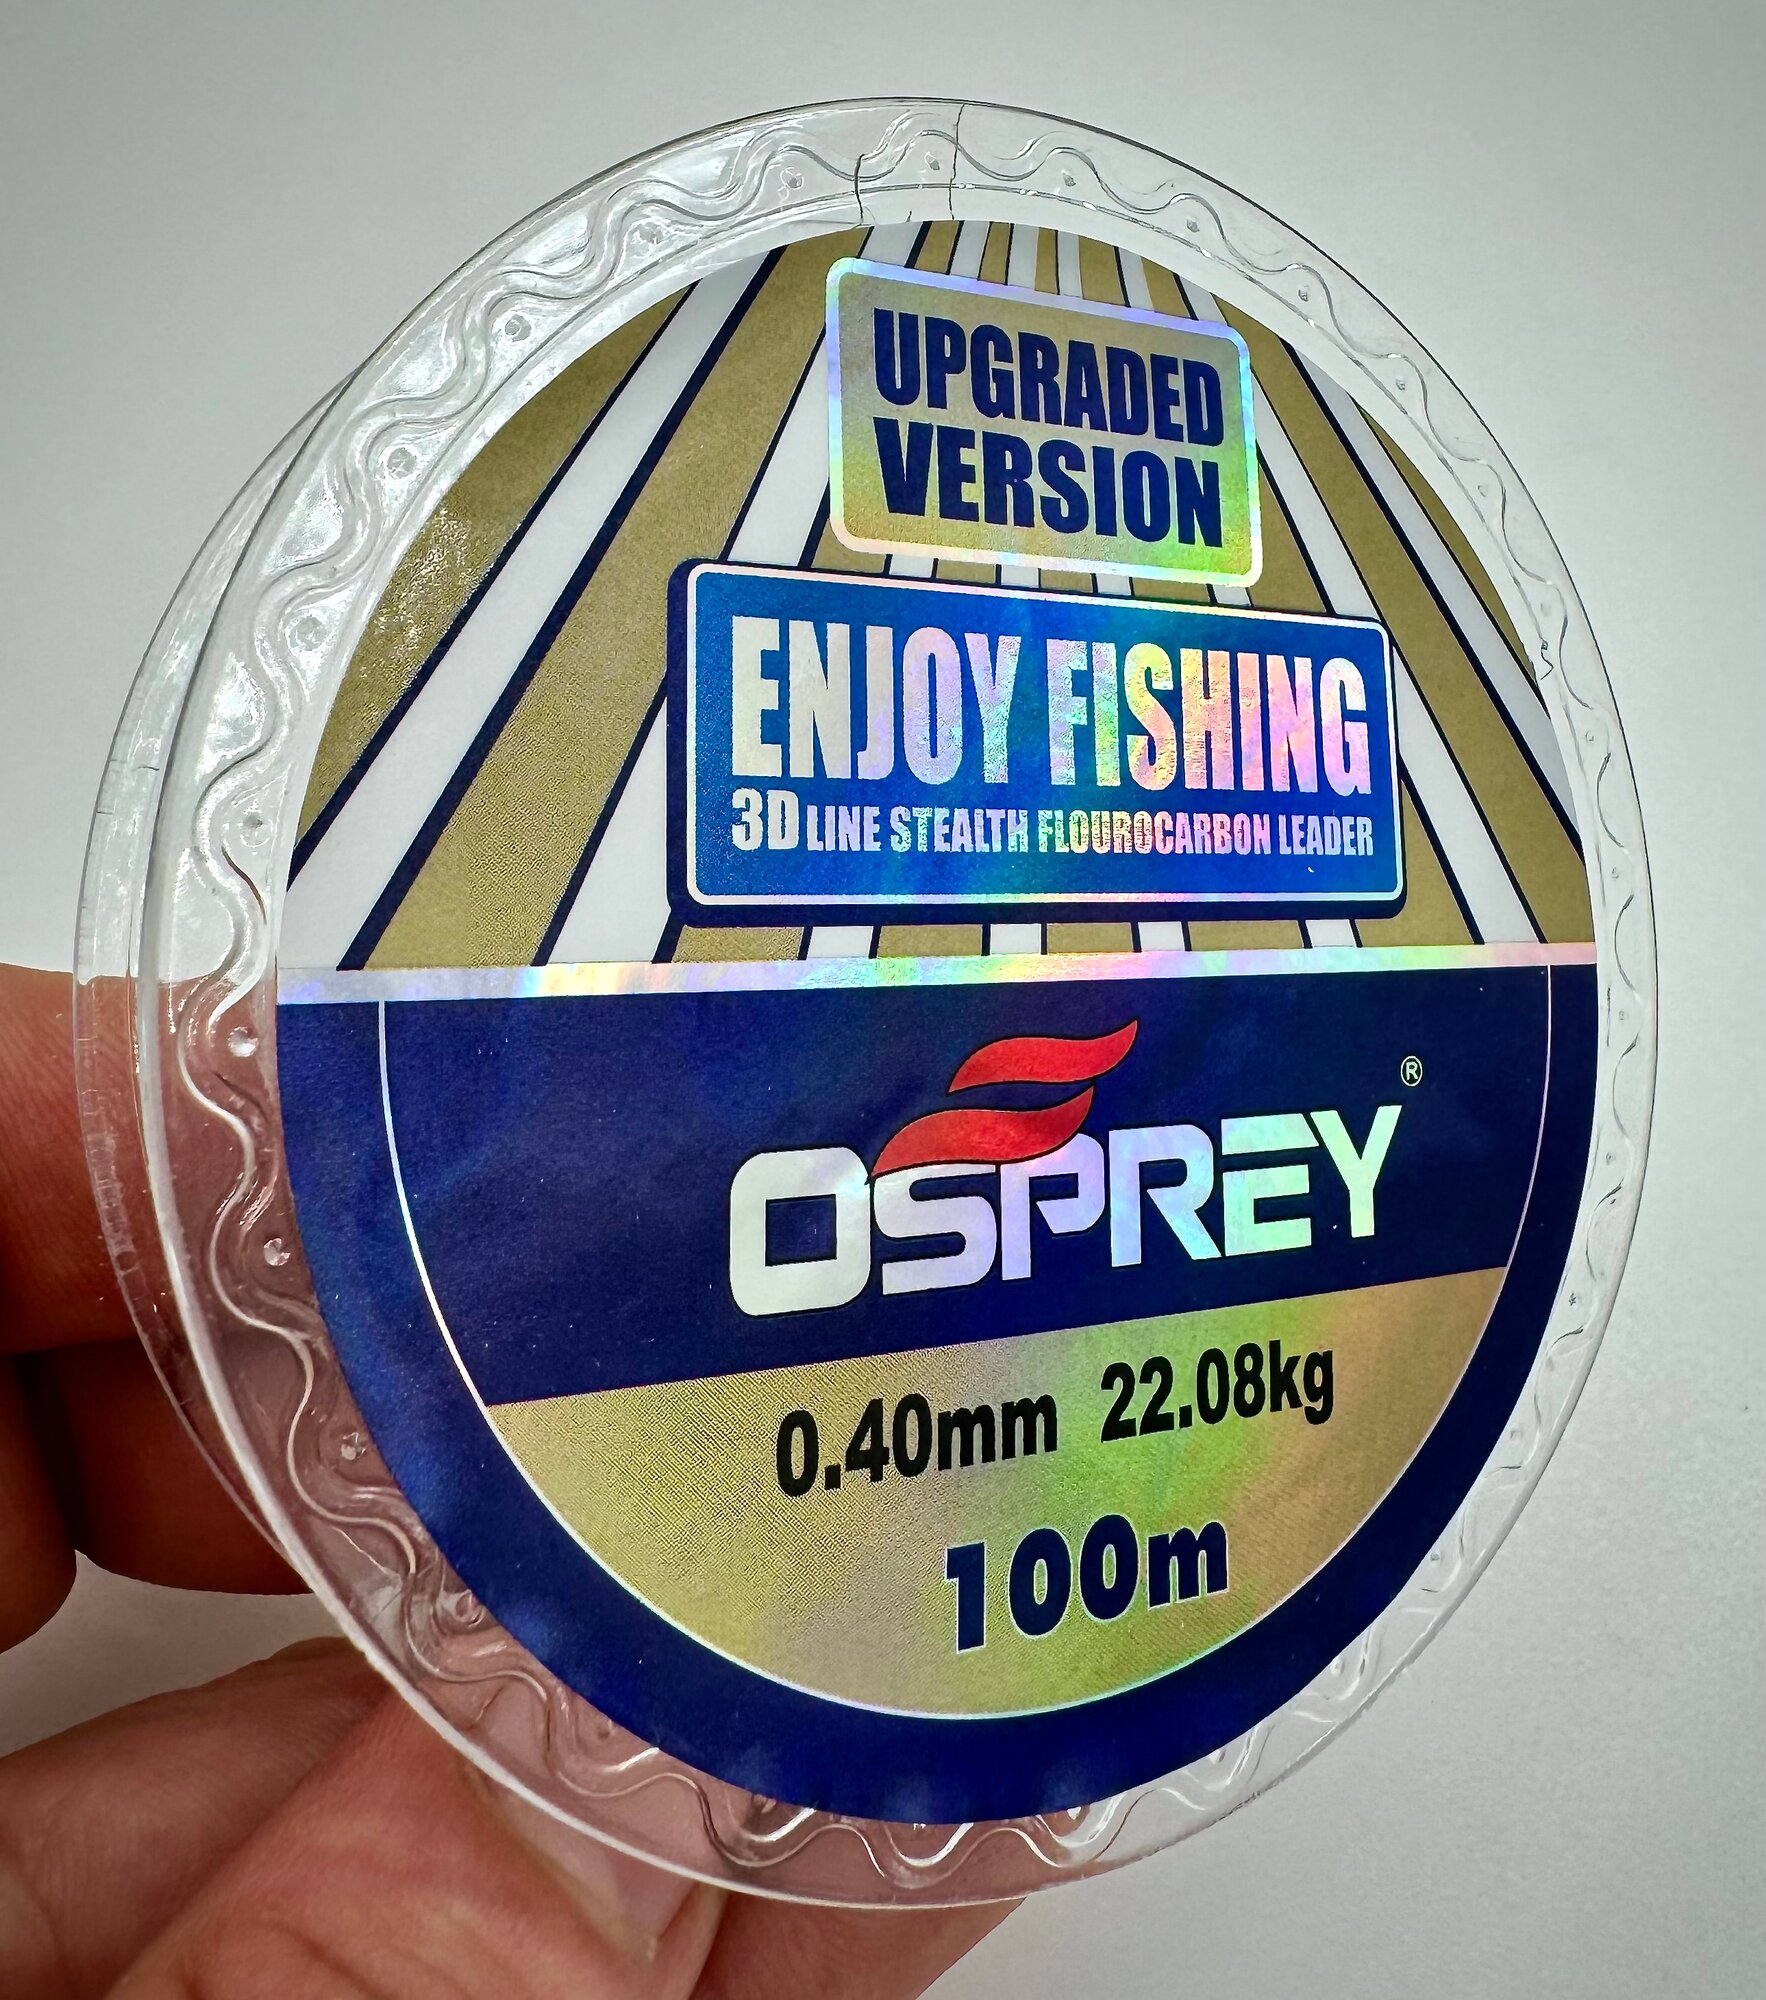 UPGRADED
VERSION
ENJOY FISHING
3D LINE STEALTH FLOUROCARBON LEADER
OSPREY ®
0.40mm 22.08kg
100m